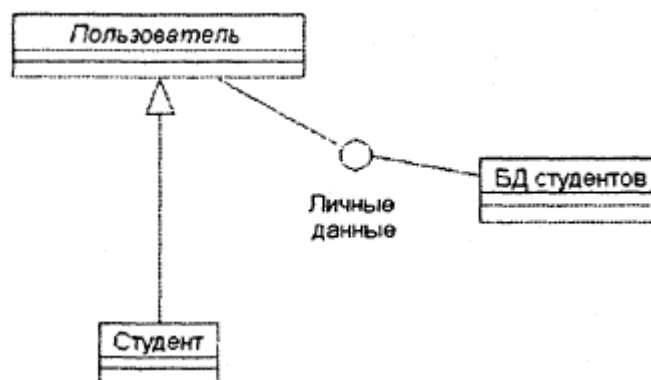 Пользователь
БД студентов
Личные
данные
Студент